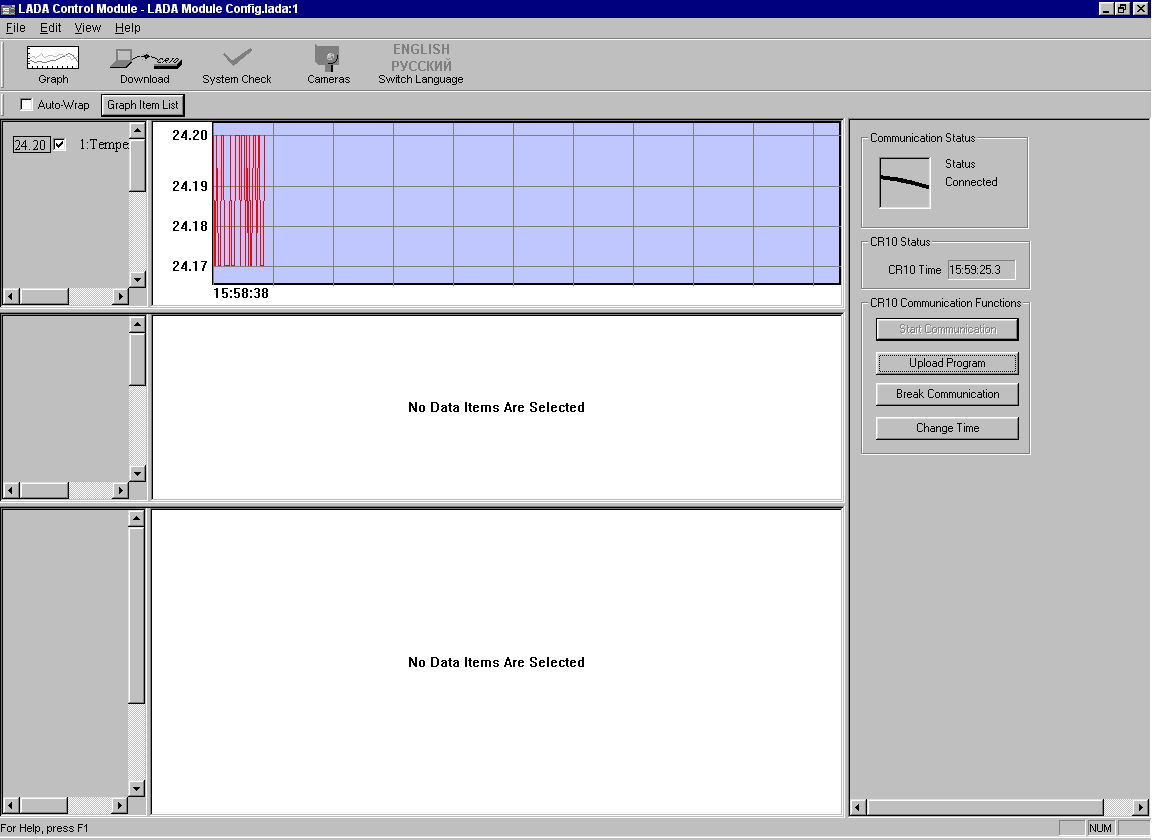 LADA Control Module - LADA Module Config.lada:1
File Edit View Help
Graph
CR10
Download
System Check
Cameras
ENGLISH
РУССКИЙ
Switch Language
Auto-Wrap
Graph Item List
24.20
1:Tempe
24.20
24.19
24.18
24.17
15:58:38
No Data Items Are Selected
No Data Items Are Selected
Communication Status
Status
Connected
CR10 Status
CR10 Time 15:59:25.3
CR10 Communication Functions
Start Communication
Upload Program
Break Communication
Change Time
For Help, press F1
NUM